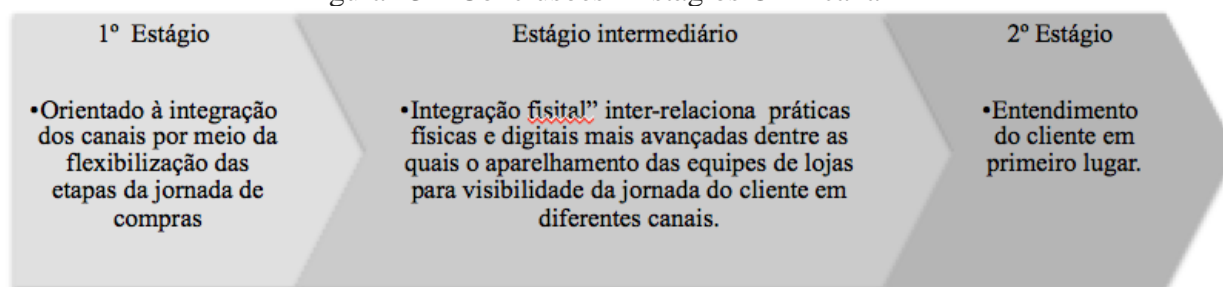 1º Estágio
•Orientado à integração
dos canais por meio da
flexibilização das
etapas da jornada de
compras
Estágio intermediário
•Integração fisital” inter-relaciona práticas
físicas e digitais mais avançadas dentre as
quais o aparelhamento das equipes de lojas
para visibilidade da jornada do cliente em
diferentes canais.
2º Estágio
•Entendimento
do cliente em
primeiro lugar.